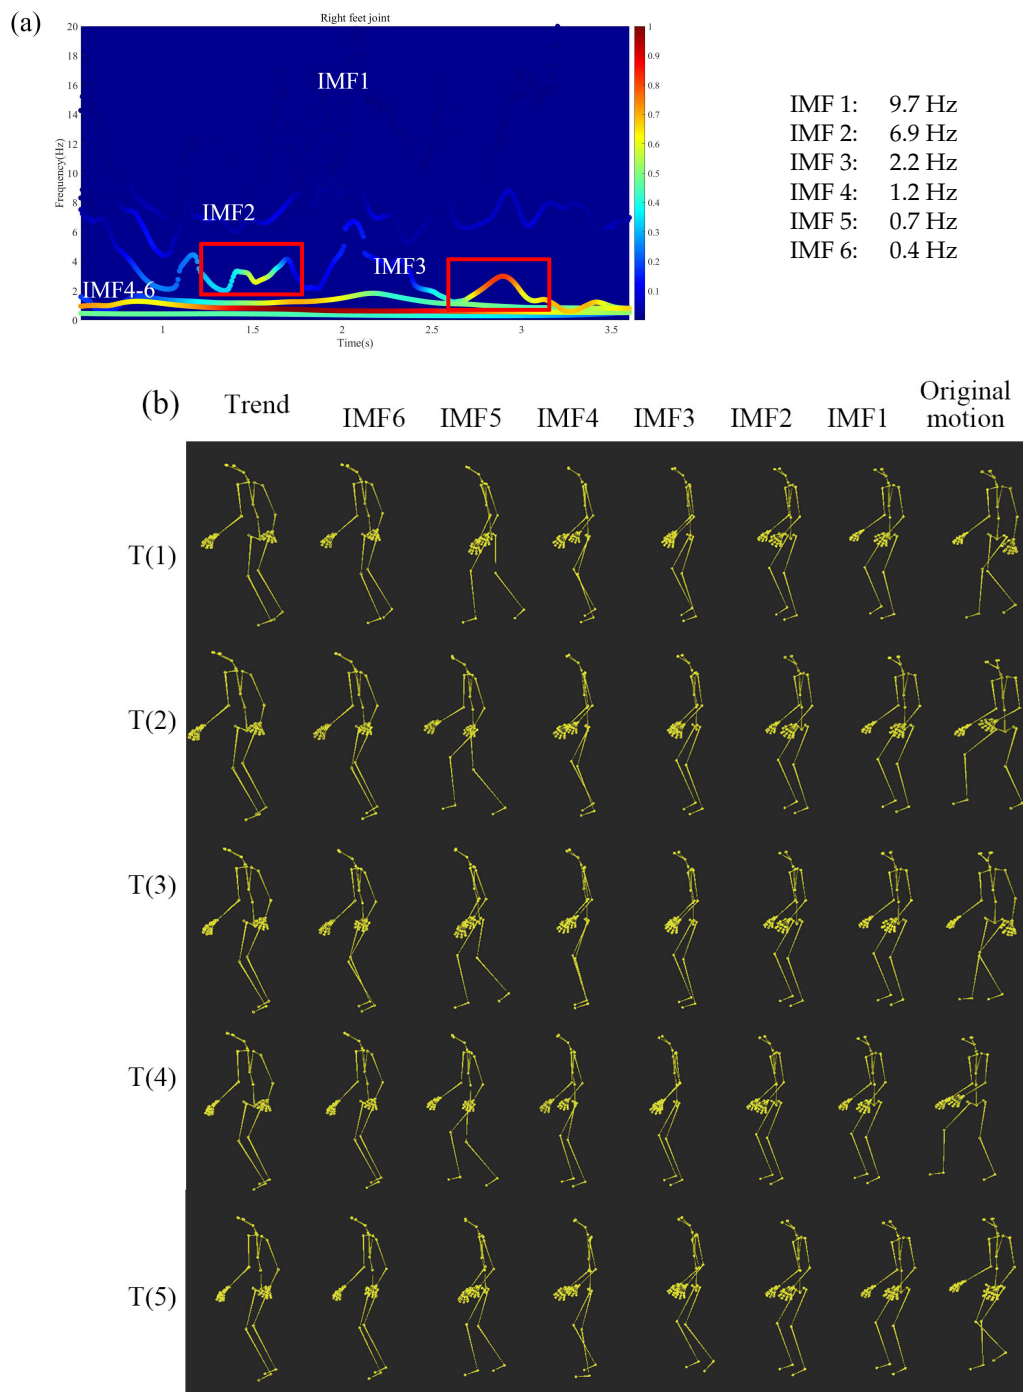 (a)
Right feet joint
20
18
16
14
12
10
8
6
4
2
0
Frequency(Hz)
IMF1
IMF2
IMF3
IMF4-6
1
1.5
2
2.5
3
3.5
Time(s)
1
0.9
0.8
0.7
0.6
0.5
0.4
0.3
0.2
0.1
IMF 1: 9.7 Hz
IMF 2: 6.9 Hz
IMF 3: 2.2 Hz
IMF 4: 1.2 Hz
IMF 5: 0.7 Hz
IMF 6: 0.4 Hz
(b)
Trend
IMF6
IMF5
IMF4
IMF3
IMF2
IMF1
Original
motion
T(1)
T(2)
T(3)
T(4)
T(5)